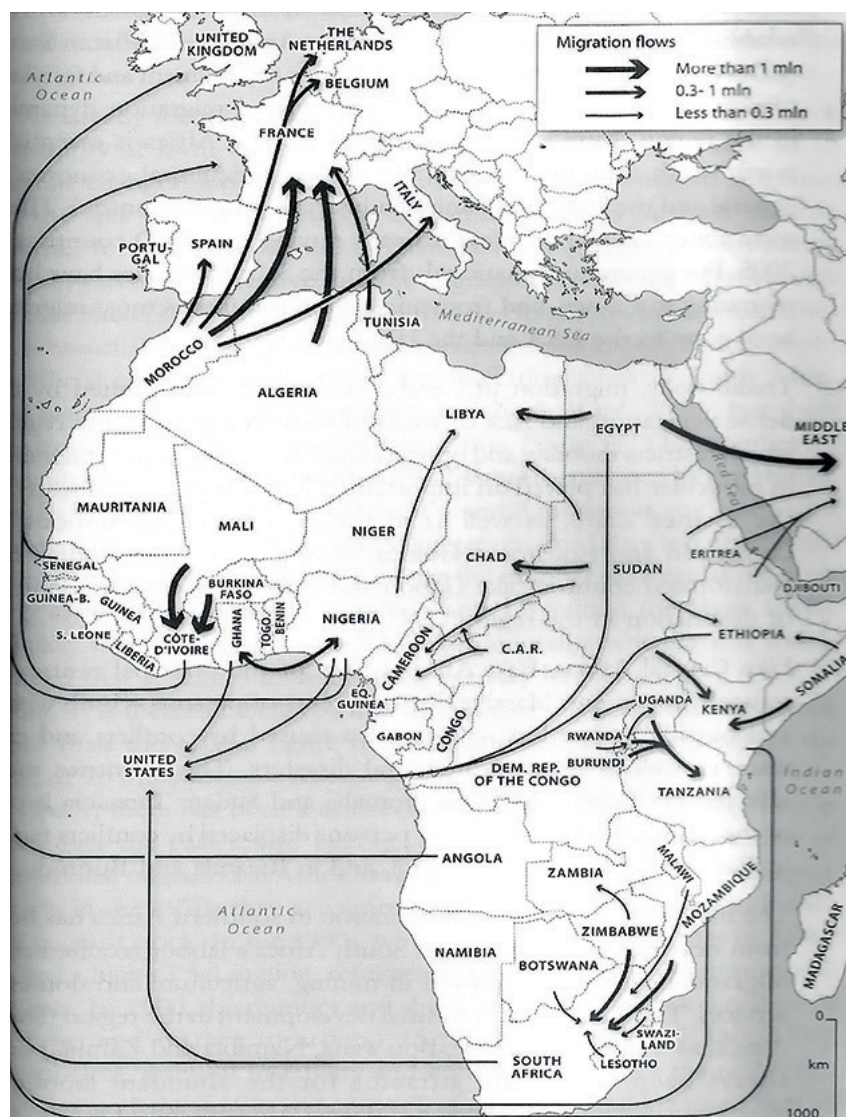 UNITED
KINGDOM
THE
NETHERLANDS
BELGIUM
Atlantic
Ocean
FRANCE
ITALY
PORTU-
GAL
SPAIN
Migration flows
More than 1 mln
0.3- 1 mln
Less than 0.3 mln
MOROCCO
TUNISIA
Mediterranean Sea
ALGERIA
LIBYA
EGYPT
MIDDLE
EAST
Red Sea
MAURITANIA
MALI
NIGER
CHAD
SUDAN
ERITREA
DJIBOUTI
SENEGAL
GUINEA-B.
GUINEA
S. LEONE
LIBERIA
CÔTE-
D'IVOIRE
BURKINA
FASO
GHANA
TOGO
BENIN
NIGERIA
CAMEROON
C.A.R.
ETHIOPIA
SOMALIA
EQ.
GUINEA
GABON
CONGO
UGANDA
KENYA
RWANDA
BURUNDI
UNITED
STATES
DEM. REP.
OF THE CONGO
TANZANIA
Indian
Ocean
ANGOLA
ZAMBIA
MALAWI
MOZAMBIQUE
Atlantic
Ocean
NAMIBIA
ZIMBABWE
BOTSWANA
MADAGASCAR
SWAZI-
LAND
LESOTHO
SOUTH
AFRICA
0
km
1000